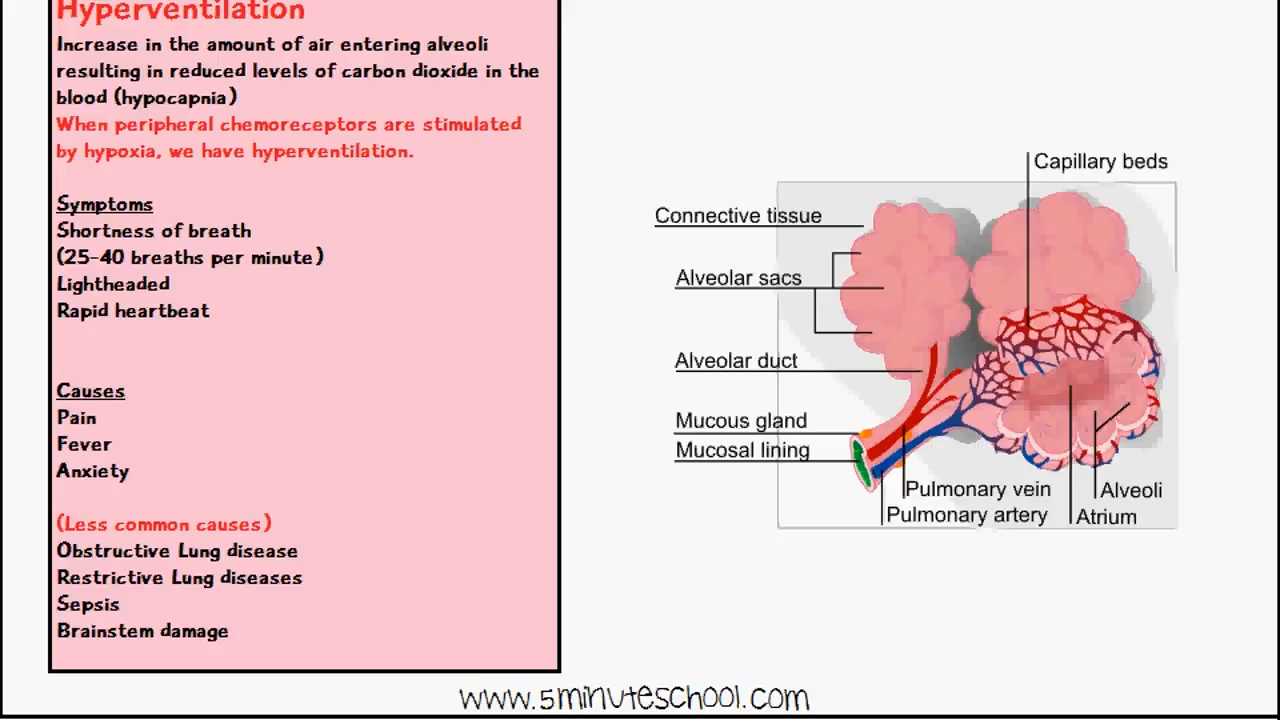 Hyperventilation
Increase in the amount of air entering alveoli
resulting in reduced levels of carbon dioxide in the
blood (hypocapnia)
When peripheral chemoreceptors are stimulated
by hypoxia, we have hyperventilation.
Symptoms
Shortness of breath
(25-40 breaths per minute)
Lightheaded
Rapid heartbeat
Causes
Pain
Fever
Anxiety
(Less common causes)
Obstructive Lung disease
Restrictive Lung diseases
Sepsis
Brainstem damage
Capillary beds
Connective tissue
Alveolar sacs
Alveolar duct
Mucous gland
Mucosal lining
Pulmonary vein
Alveoli
Pulmonary artery
Atrium
www.5minuteschool.com